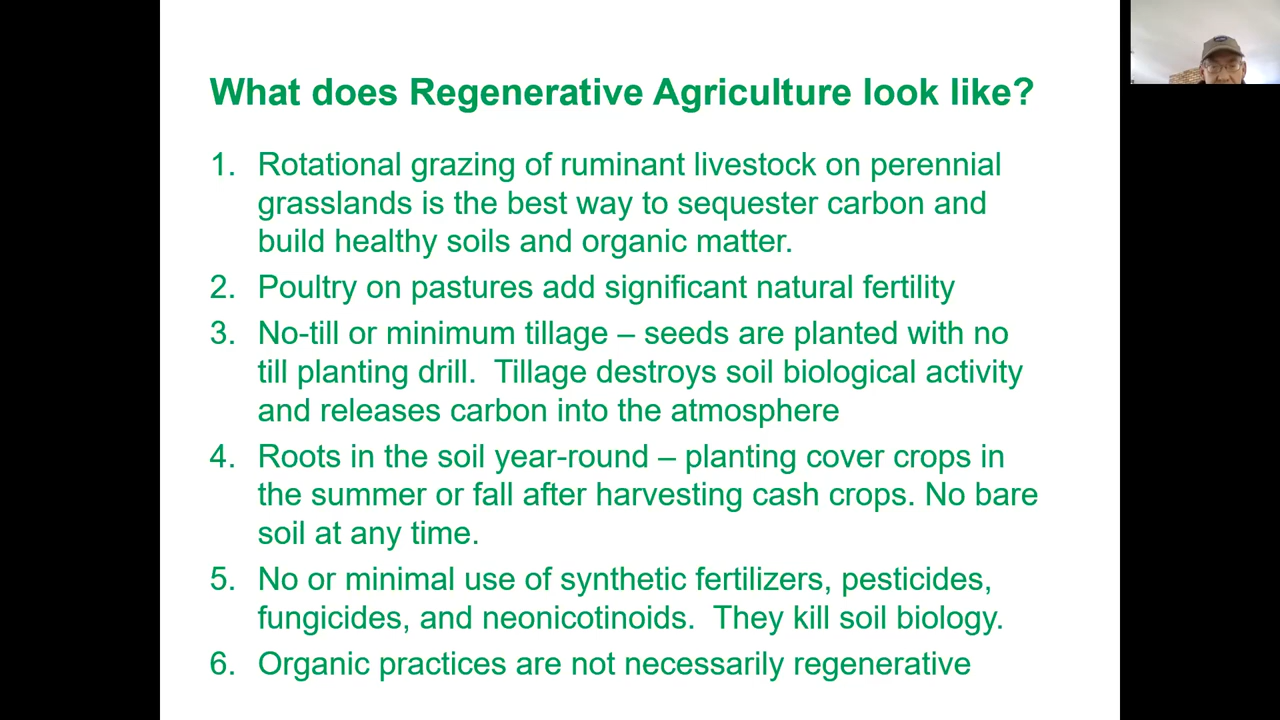 What does Regenerative Agriculture look like?
1. Rotational grazing of ruminant livestock on perennial
grasslands is the best way to sequester carbon and
build healthy soils and organic matter.
2. Poultry on pastures add significant natural fertility
3. No-till or minimum tillage – seeds are planted with no
till planting drill.  Tillage destroys soil biological activity
and releases carbon into the atmosphere
4. Roots in the soil year-round – planting cover crops in
the summer or fall after harvesting cash crops. No bare
soil at any time.
5. No or minimal use of synthetic fertilizers, pesticides,
fungicides, and neonicotinoids.  They kill soil biology.
6. Organic practices are not necessarily regenerative